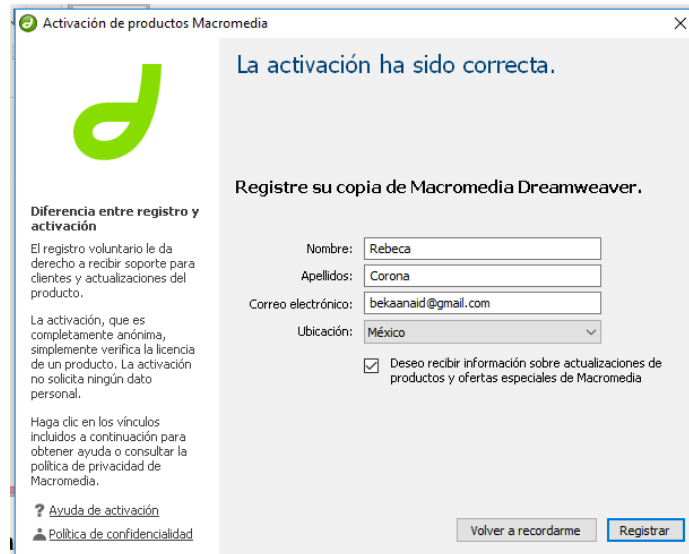 Activación de productos Macromedia
La activación ha sido correcta.
Registre su copia de Macromedia Dreamweaver.
Diferencia entre registro y
activación
El registro voluntario le da
derecho a recibir soporte para
clientes y actualizaciones del
producto.
La activación, que es
completamente anónima,
simplemente verifica la licencia
de un producto. La activación
no solicita ningún dato
personal.
Haga clic en los vínculos
incluidos a continuación para
obtener ayuda o consultar la
política de privacidad de
Macromedia.
? Ayuda de activación
Política de confidencialidad
Nombre: Rebeca
Apellidos: Corona
Correo electrónico: bekaanaid@gmail.com
Ubicación: México
Deseo recibir información sobre actualizaciones de
productos y ofertas especiales de Macromedia
Volver a recordarme Registrar